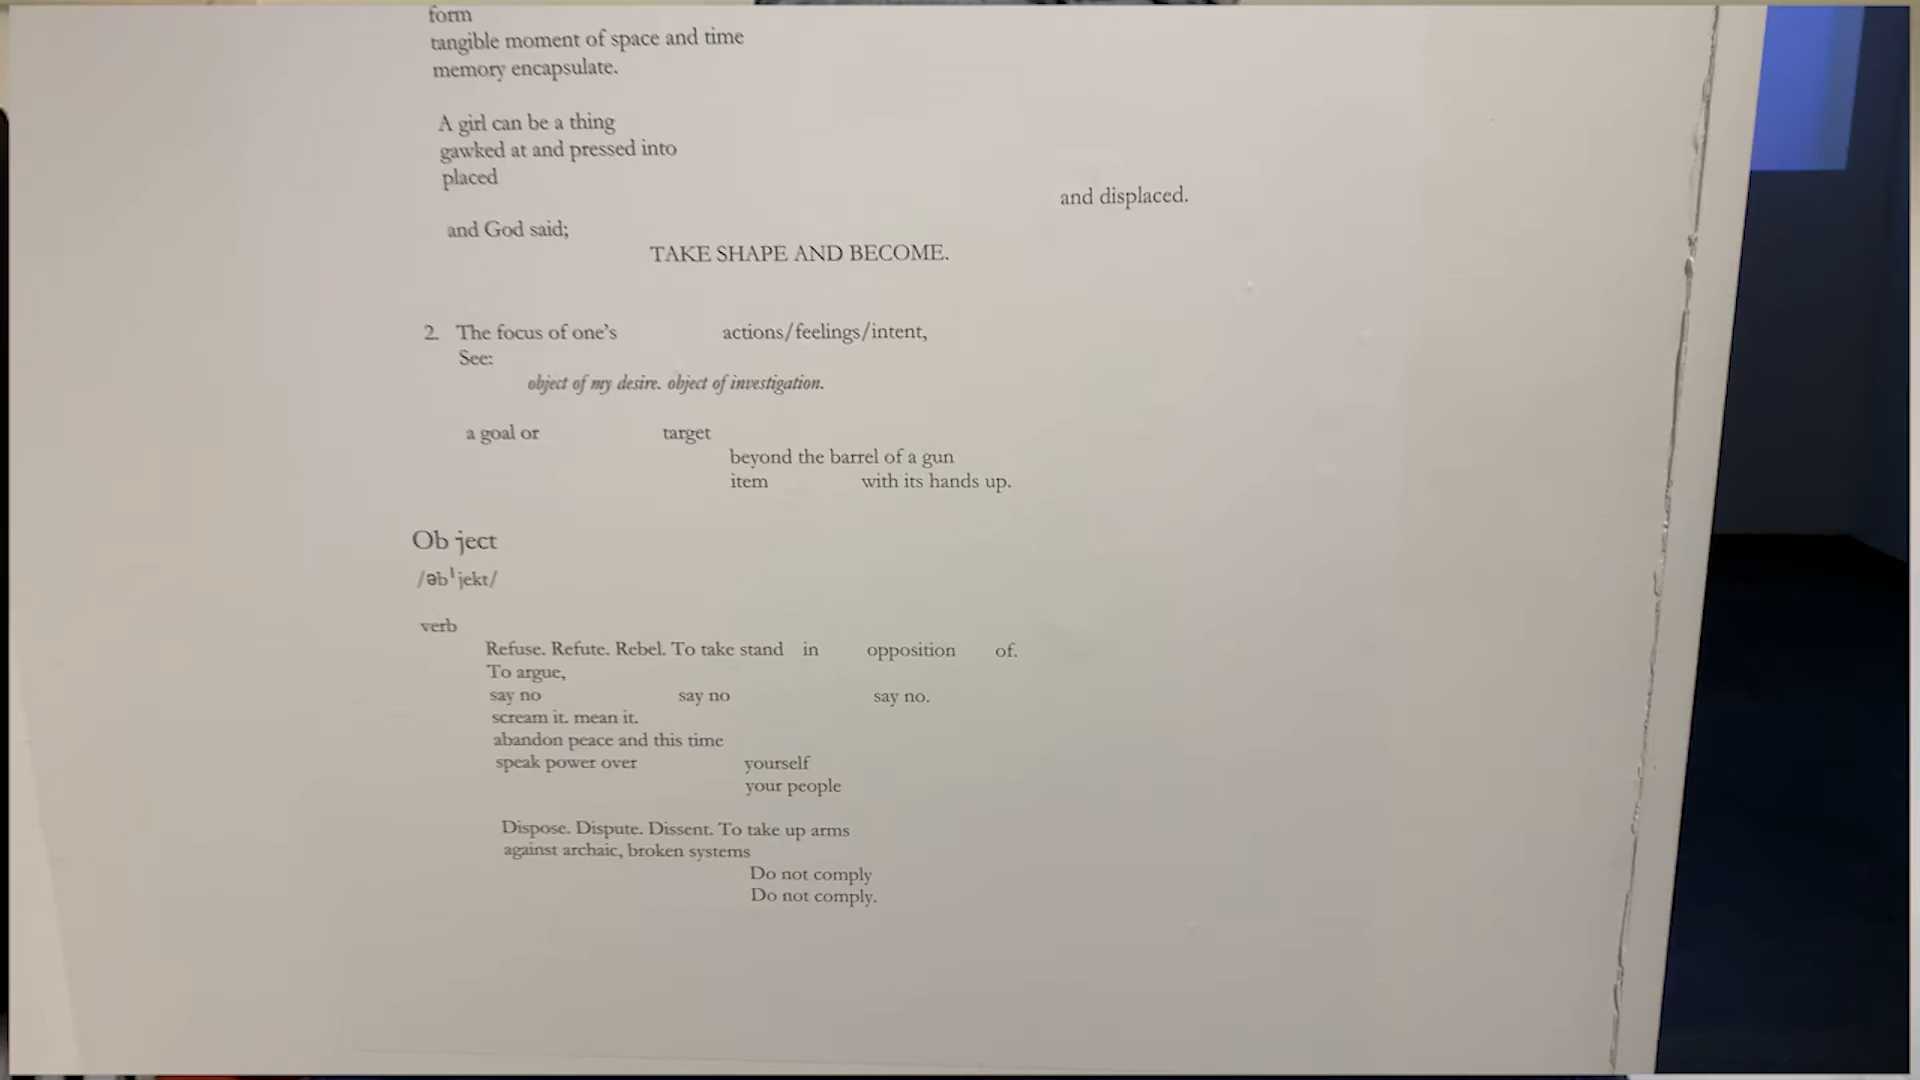 form
tangible moment of space and time
memory encapsulate.
A girl can be a thing
gawked at and pressed into
placed
and displaced.
and God said;
TAKE SHAPE AND BECOME.
2. The focus of one's actions/feelings/intent,
See:
object of my desire. object of investigation.
a goal or target
beyond the barrel of a gun
item with its hands up.
Ob ject
/əbˈjekt/
verb
Refuse. Refute. Rebel. To take stand in opposition of.
To argue,
say no say no say no.
scream it. mean it.
abandon peace and this time
speak power over yourself
your people
Dispose. Dispute. Dissent. To take up arms
against archaic, broken systems
Do not comply
Do not comply.